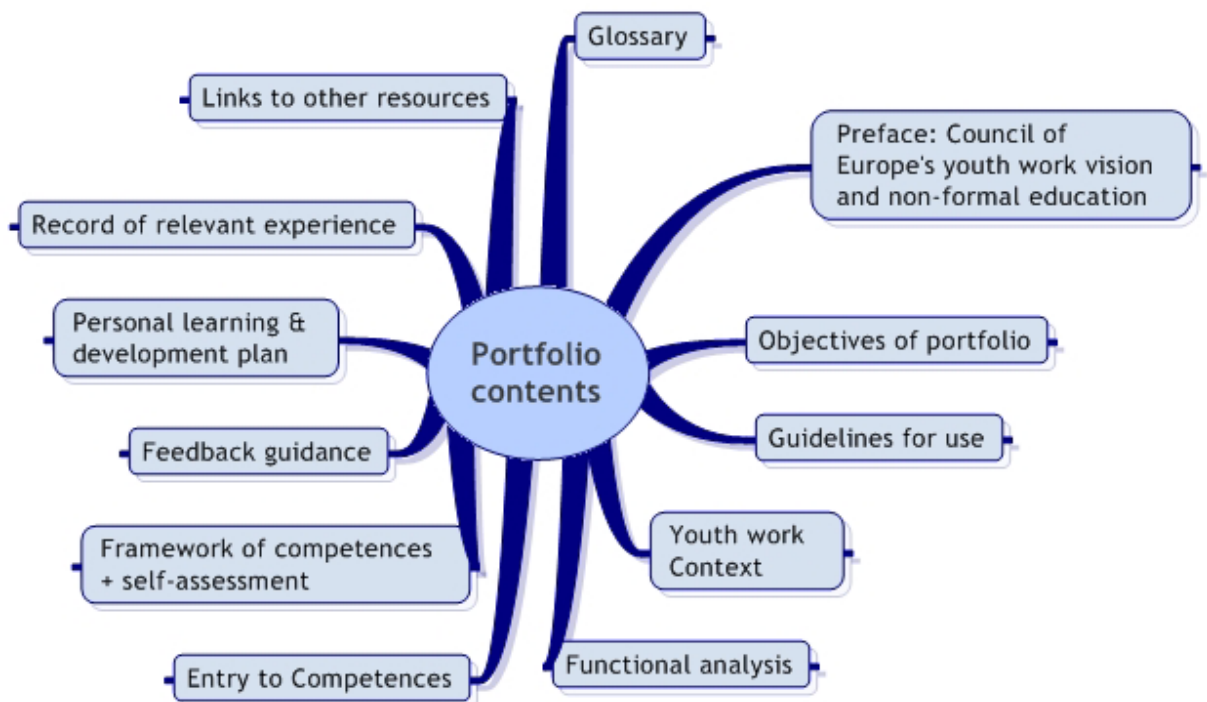 Glossary
Links to other resources
Preface: Council of
Europe's youth work vision
and non-formal education
Record of relevant experience
Personal learning &
development plan
Objectives of portfolio
Portfolio
contents
Guidelines for use
Feedback guidance
Youth work
Context
Framework of competences
+ self-assessment
Functional analysis
Entry to Competences